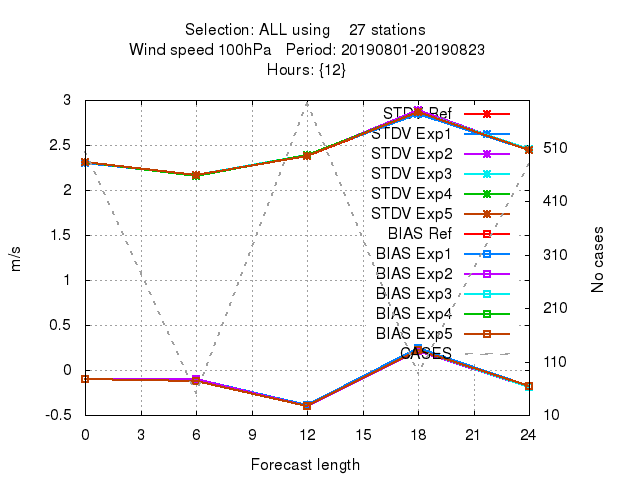 Selection: ALL using 27 stations
Wind speed 100hPa Period: 20190801-20190823
Hours: {12}
3
2.5
2
1.5
1
0.5
0
-0.5
m/s
0 3 6 9 12 15 18 21 24
Forecast length
510
410
310
210
110
10
No cases
STDV Ref
STDV Exp1
STDV Exp2
STDV Exp3
STDV Exp4
STDV Exp5
BIAS Ref
BIAS Exp1
BIAS Exp2
BIAS Exp3
BIAS Exp4
BIAS Exp5
CASES